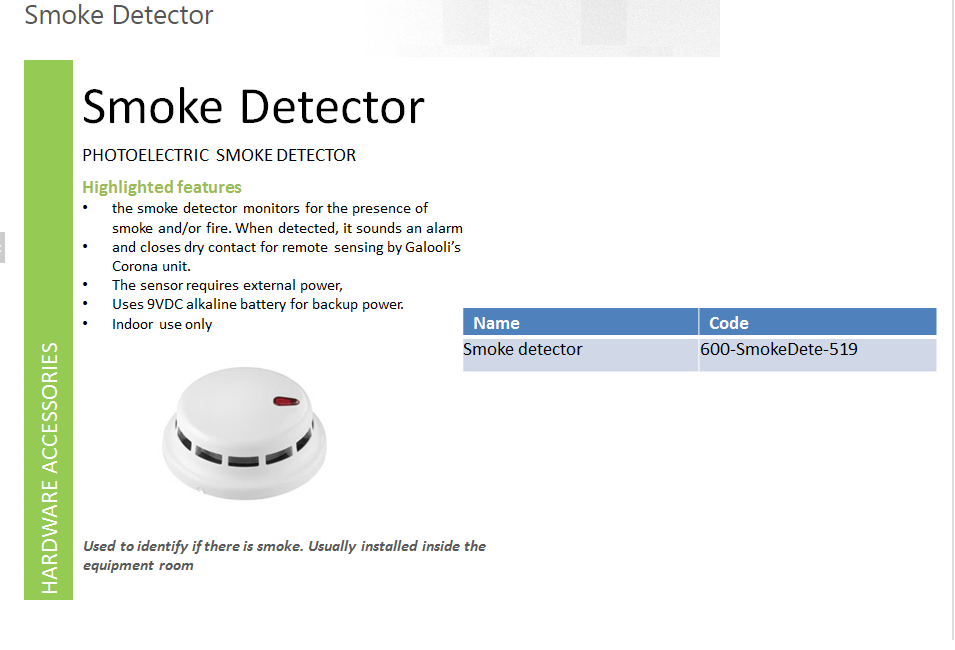 Smoke Detector
Smoke Detector
PHOTOELECTRIC SMOKE DETECTOR
Highlighted features
• the smoke detector monitors for the presence of
smoke and/or fire. When detected, it sounds an alarm
• and closes dry contact for remote sensing by Galooli’s
Corona unit.
• The sensor requires external power,
• Uses 9VDC alkaline battery for backup power.
• Indoor use only
Name Code
Smoke detector 600-SmokeDete-519
HARDWARE ACCESSORIES
Used to identify if there is smoke. Usually installed inside the
equipment room